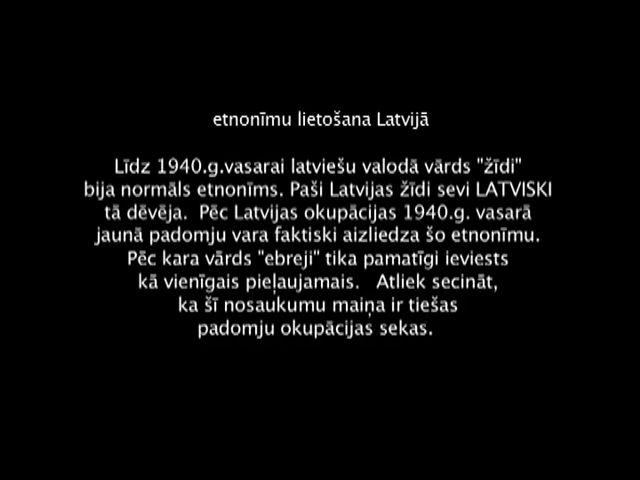 etnonīmu lietošana Latvijā
Līdz 1940.g.vasarai latviešu valodā vārds "žīdi"
bija normāls etnonīms. Paši Latvijas žīdi sevi LATVISKI
tā dēvēja. Pēc Latvijas okupācijas 1940.g. vasarā
jaunā padomju vara faktiski aizliedza šo etnonīmu.
Pēc kara vārds "ebreji" tika pamatīgi ieviests
kā vienīgais pieļaujamais. Atliek secināt,
ka šī nosaukumu maiņa ir tiešas
padomju okupācijas sekas.